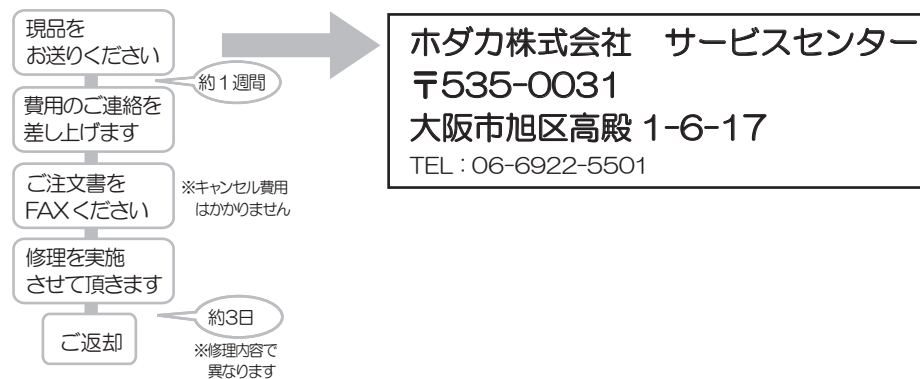 現品を
お送りください
約1週間
費用のご連絡を
差し上げます
ご注文書を
FAXください
※キャンセル費用
はかかりません
修理を実施
させて頂きます
約3日
ご返却
※修理内容で
異なります
ホダカ株式会社　サービスセンター
〒535-0031
大阪市旭区高殿 1-6-17
TEL：06-6922-5501